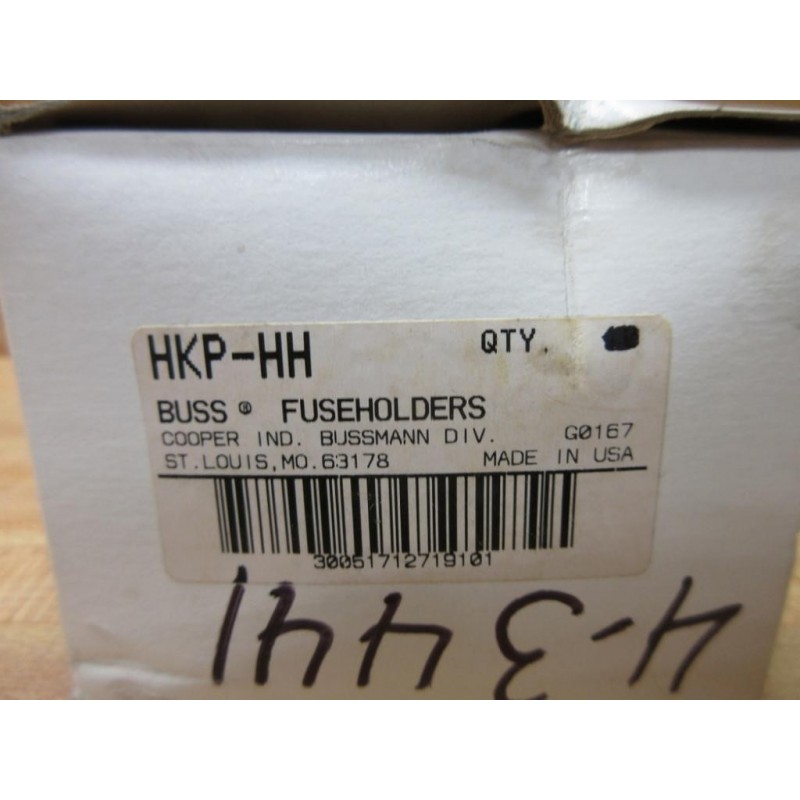 HKP-HH QTY.
BUSS ® FUSEHOLDERS
COOPER IND. BUSSMANN DIV. G0167
ST.LOUIS,MO.63178 MADE IN USA
30051712719101
4-3441